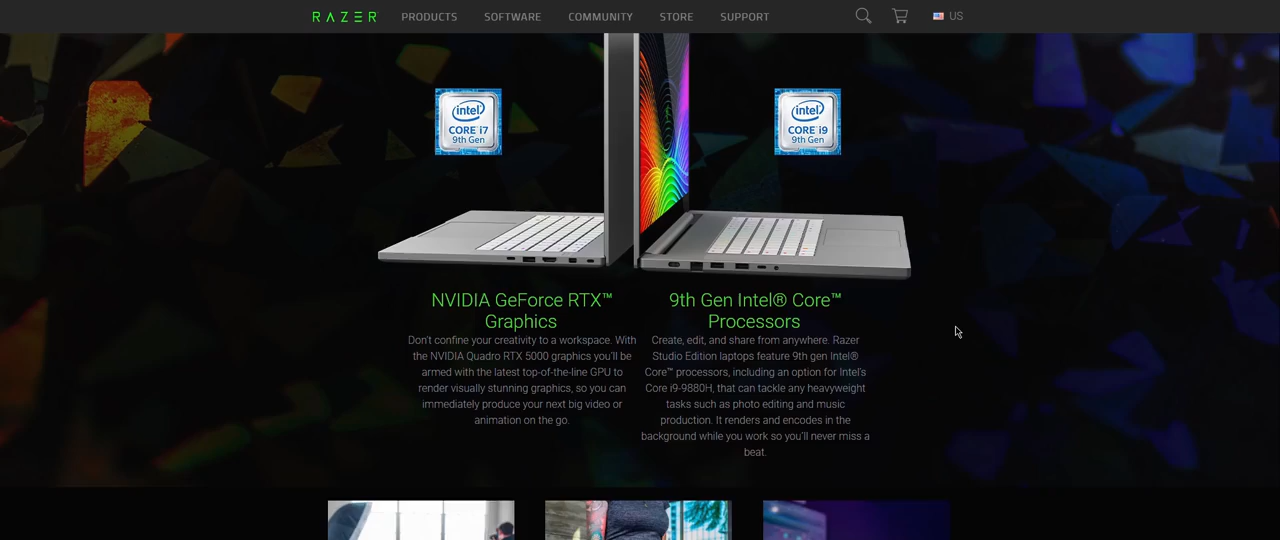 RAZER PRODUCTS SOFTWARE COMMUNITY STORE SUPPORT US
intel
CORE i7
9th Gen
intel
CORE i9
9th Gen
NVIDIA GeForce RTX™
Graphics
Don't confine your creativity to a workspace. With
the NVIDIA Quadro RTX 5000 graphics you'll be
armed with the latest top-of-the-line GPU to
render visually stunning graphics, so you can
immediately produce your next big video or
animation on the go.
9th Gen Intel® Core™
Processors
Create, edit, and share from anywhere. Razer
Studio Edition laptops feature 9th gen Intel®
Core™ processors, including an option for Intel's
Core i9-9880H, that can tackle any heavyweight
tasks such as photo editing and music
production. It renders and encodes in the
background while you work so you'll never miss a
beat.